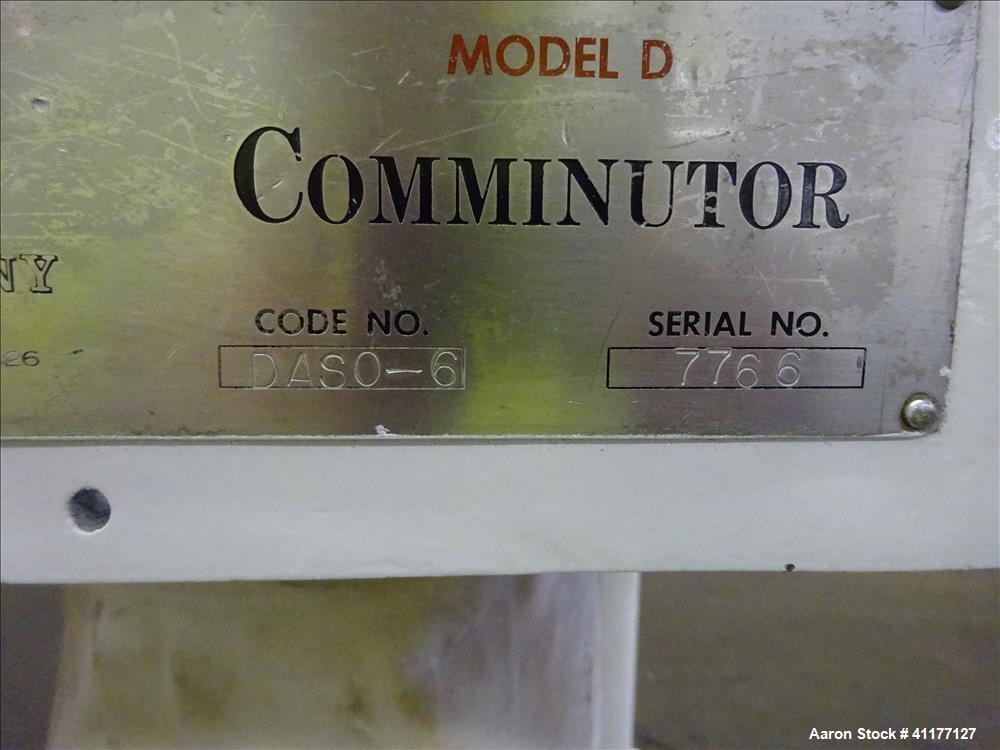 MODEL D
COMMINUTOR
NY
CODE NO. SERIAL NO.
26 DASO-6 7766
Aaron Stock # 41177127